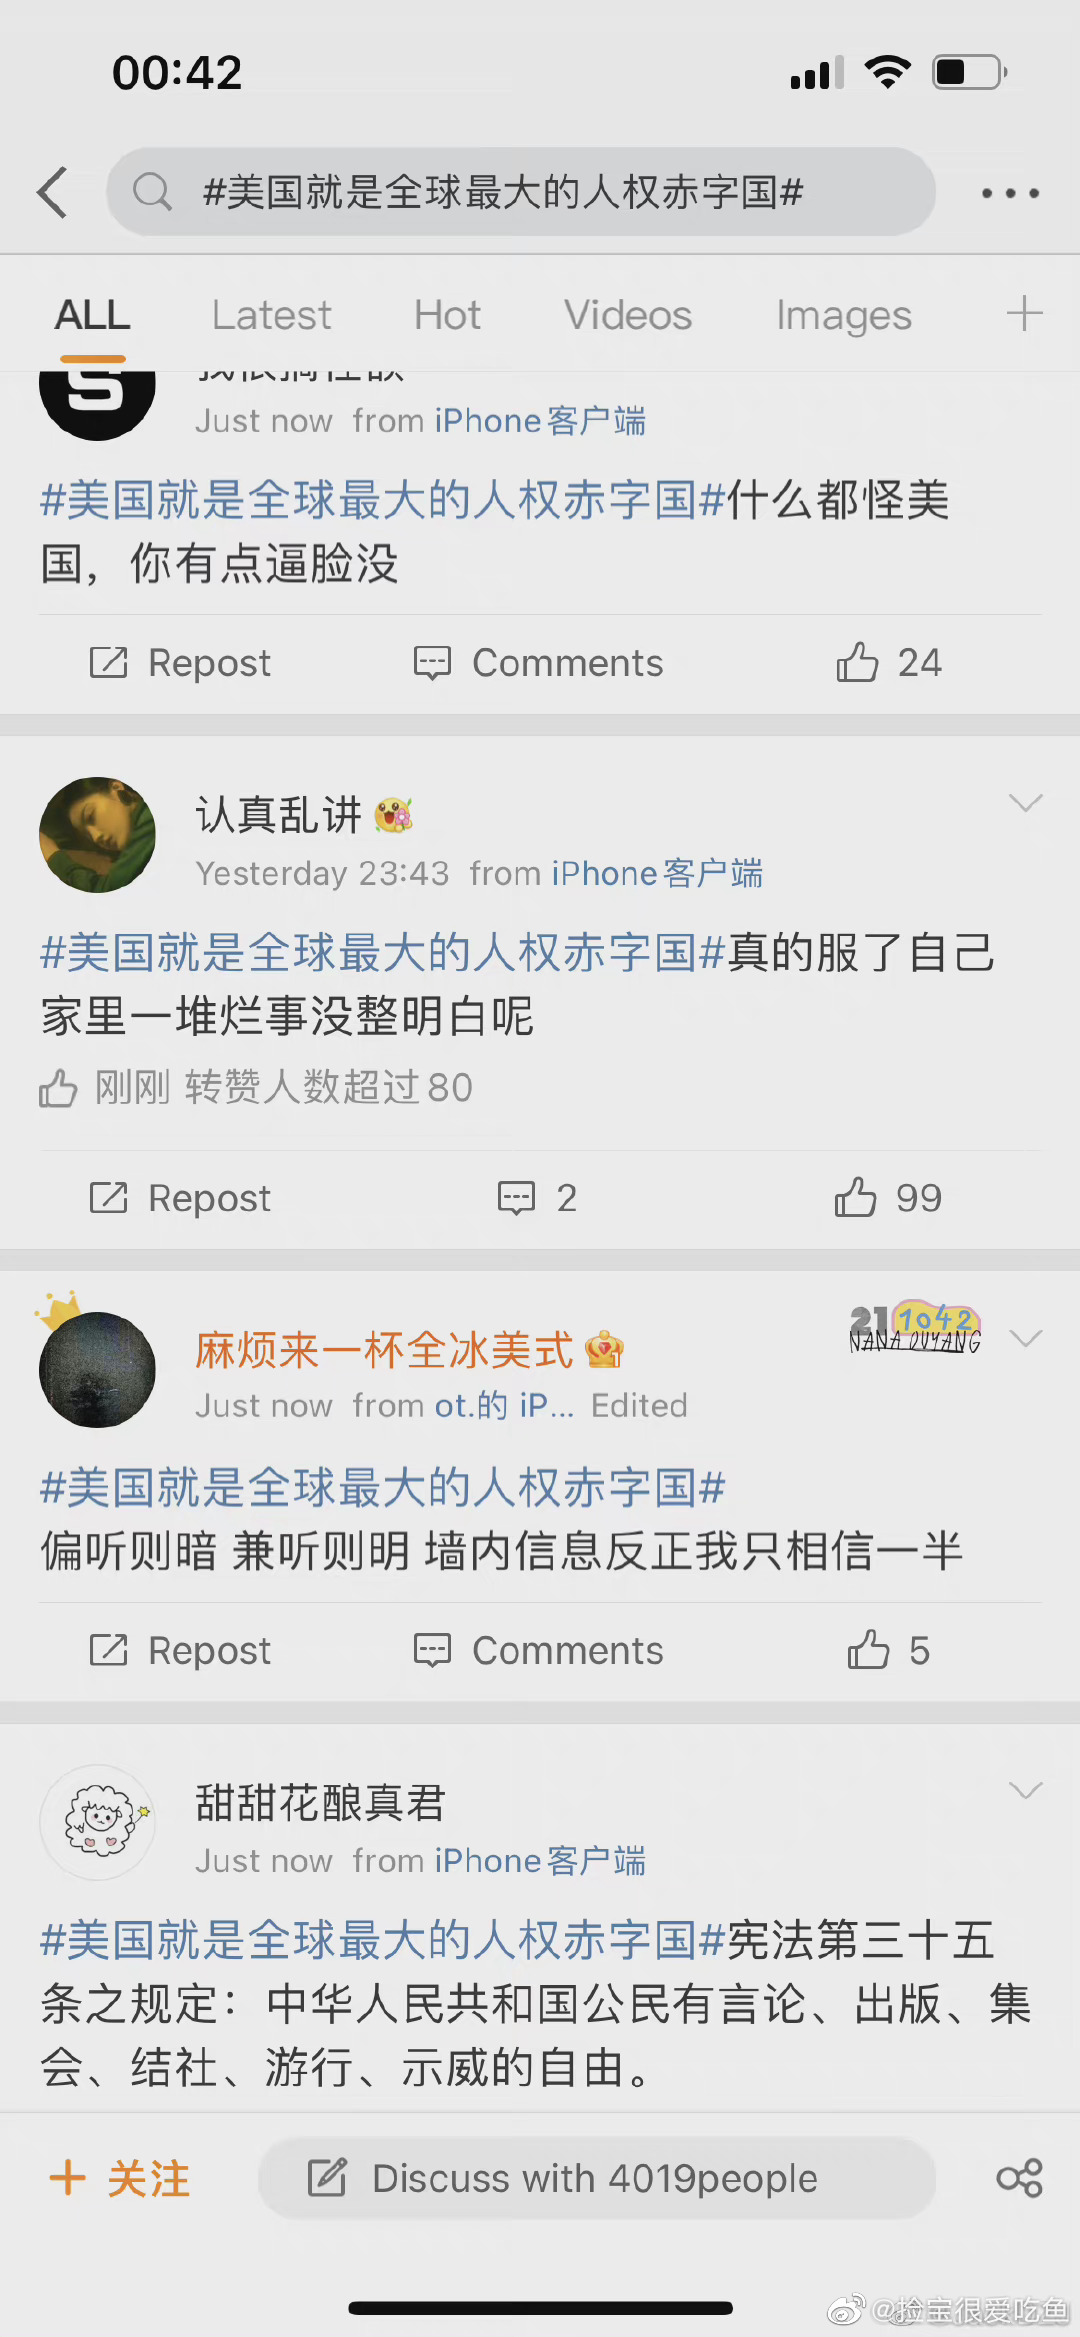 00:42
#美国就是全球最大的人权赤字国#
ALL Latest Hot Videos Images
Just now from iPhone客户端
#美国就是全球最大的人权赤字国#什么都怪美
国，你有点逼脸没
Repost Comments 24
认真乱讲
Yesterday 23:43 from iPhone客户端
#美国就是全球最大的人权赤字国#真的服了自己
家里一堆烂事没整明白呢
刚刚 转赞人数超过80
Repost 2 99
21 1042
NANA OUYANG
麻烦来一杯全冰美式
Just now from ot.的 iP... Edited
#美国就是全球最大的人权赤字国#
偏听则暗 兼听则明 墙内信息反正我只相信一半
Repost Comments 5
甜甜花酿真君
Just now from iPhone客户端
#美国就是全球最大的人权赤字国#宪法第三十五
条之规定：中华人民共和国公民有言论、出版、集
会、结社、游行、示威的自由。
+ 关注 Discuss with 4019people
@捡宝很爱吃鱼